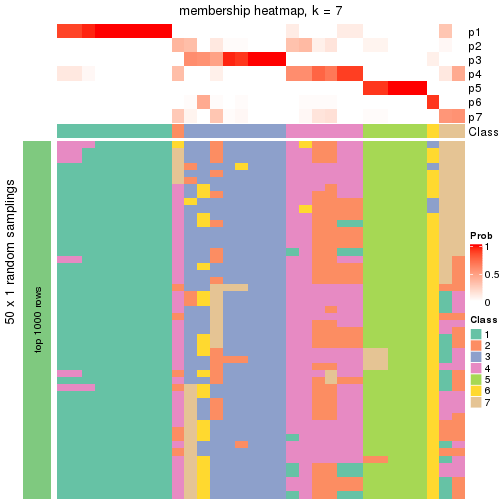 membership heatmap, k = 7
p1
p2
p3
p4
p5
p6
p7
Class
50 x 1 random samplings
top 1000 rows
Prob
1
0.5
0
Class
1
2
3
4
5
6
7